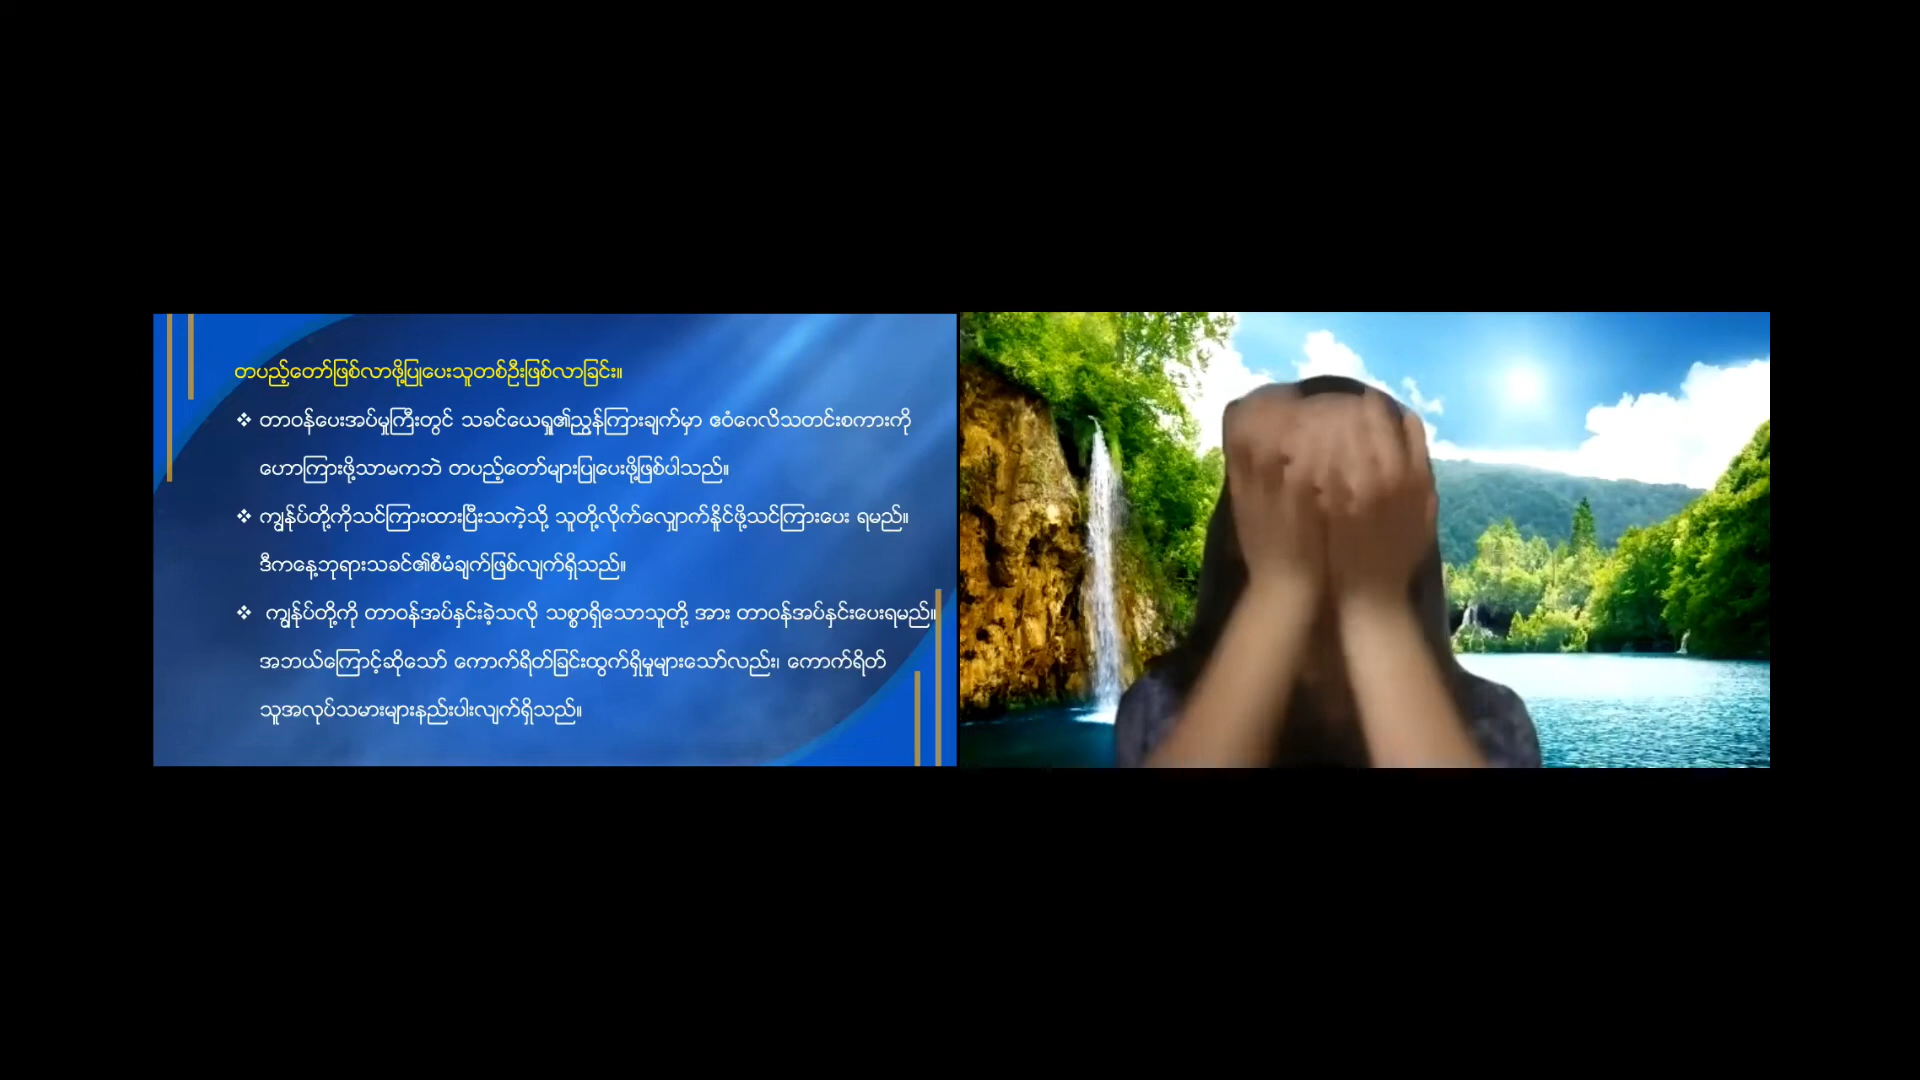 တပည့်တော်ဖြစ်လာဖို့ပြုပေးသူတစ်ဦးဖြစ်လာခြင်း။
❖ တာဝန်ပေးအပ်မှုကြီးတွင် သခင်ယေရှု၏ညွှန်ကြားချက်မှာ ဧဝံဂေလိသတင်းစကားကို
ဟောကြားဖို့သာမကဘဲ တပည့်တော်များပြုပေးဖို့ဖြစ်ပါသည်။
❖ ကျွန်ုပ်တို့ကိုသင်ကြားထားပြီးသကဲ့သို့ သူတို့လိုက်လျှောက်နိူင်ဖို့သင်ကြားပေး ရမည်။
ဒီကနေ့ဘုရားသခင်၏စီမံချက်ဖြစ်လျက်ရှိသည်။
❖ ကျွန်ုပ်တို့ကို တာဝန်အပ်နှင်းခဲ့သလို သစ္စာရှိသောသူတို့ အား တာဝန်အပ်နှင်းပေးရမည်။
အဘယ်ကြောင့်ဆိုသော် ကောက်ရိတ်ခြင်းထွက်ရှိမှုများသော်လည်း၊ ကောက်ရိတ်
သူအလုပ်သမားများနည်းပါးလျက်ရှိသည်။